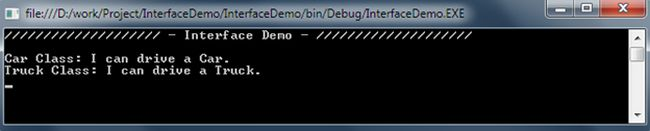 file:///D:/work/Project/InterfaceDemo/InterfaceDemo/bin/Debug/InterfaceDemo.EXE
//////////////////// - Interface Demo - ////////////////////
Car Class: I can drive a Car.
Truck Class: I can drive a Truck.